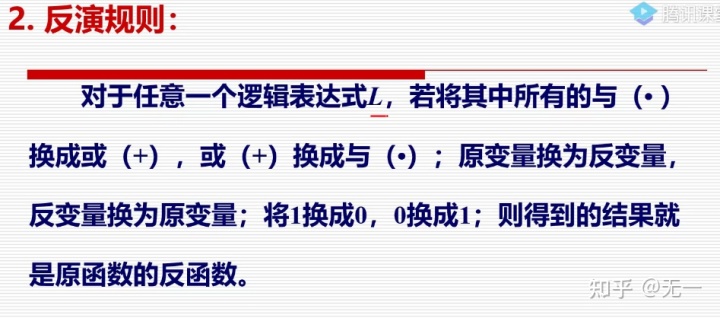 2. 反演规则：
腾讯课堂
对于任意一个逻辑表达式L，若将其中所有的与（•）
换成或（+），或（+）换成与（•）；原变量换为反变量，
反变量换为原变量；将1换成0，0换成1；则得到的结果就
是原函数的反函数。
知乎 @无一